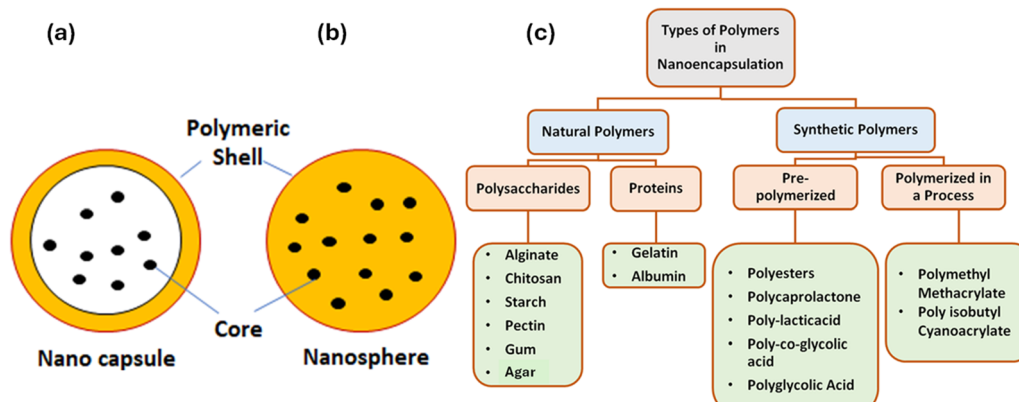 (a)
(b)
(c)
Polymeric
Shell
Core
Nano capsule
Nanosphere
Types of Polymers
in
Nanoencapsulation
Natural Polymers
Synthetic Polymers
Polysaccharides
Proteins
Pre-
polymerized
Polymerized in
a Process
• Alginate
• Chitosan
• Starch
• Pectin
• Gum
• Agar
• Gelatin
• Albumin
• Polyesters
• Polycaprolactone
• Poly-lacticacid
• Poly-co-glycolic
acid
• Polyglycolic Acid
• Polymethyl
Methacrylate
• Poly isobutyl
Cyanoacrylate